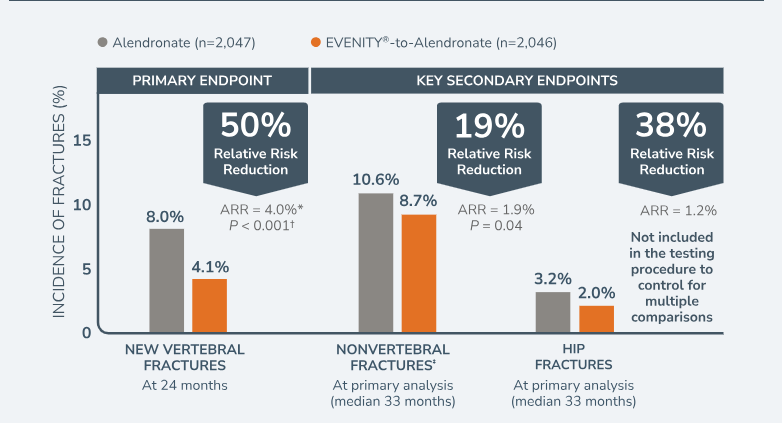 Alendronate (n=2,047)
EVENITY®-to-Alendronate (n=2,046)
PRIMARY ENDPOINT
KEY SECONDARY ENDPOINTS
INCIDENCE OF FRACTURES (%)
15
10
5
0
50%
Relative Risk
Reduction
ARR = 4.0%*
P < 0.001†
8.0%
4.1%
NEW VERTEBRAL
FRACTURES
At 24 months
19%
Relative Risk
Reduction
ARR = 1.9%
P = 0.04
10.6%
8.7%
NONVERTEBRAL
FRACTURES‡
At primary analysis
(median 33 months)
38%
Relative Risk
Reduction
ARR = 1.2%
Not included
in the testing
procedure to
control for
multiple
comparisons
3.2%
2.0%
HIP
FRACTURES
At primary analysis
(median 33 months)